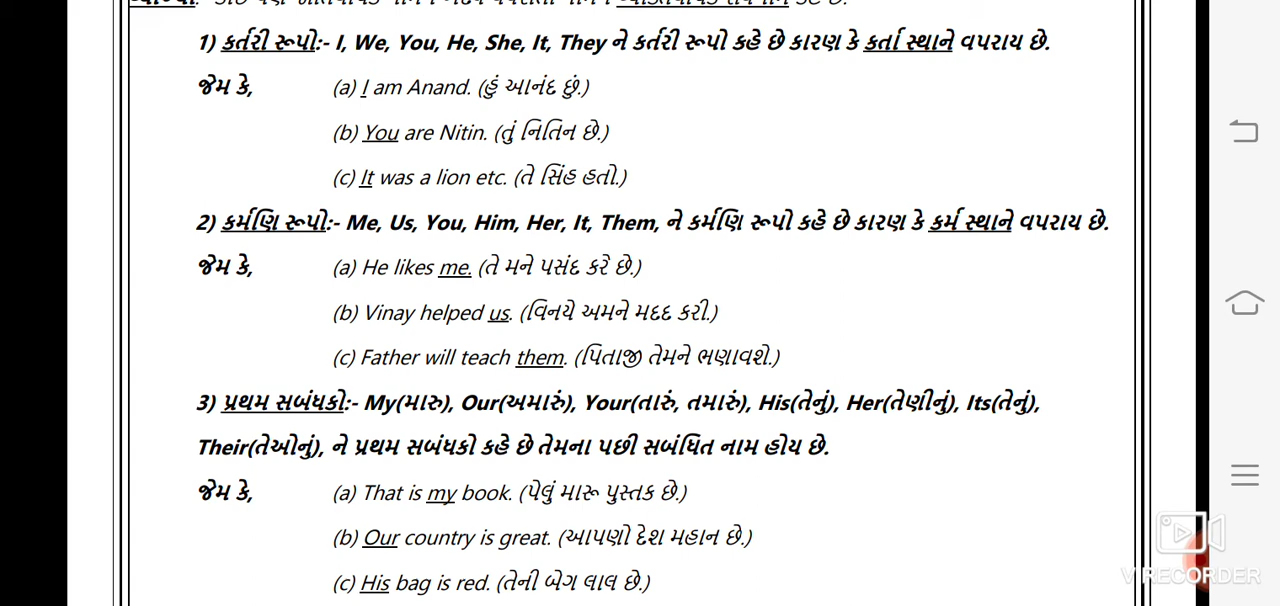 1) કર્તરી રૂપો:- I, We, You, He, She, It, They ને કર્તરી રૂપો કહે છે કારણ કે કર્તા સ્થાને વપરાય છે.
જેમ કે, (a) I am Anand. (હું આનંદ છું.)
(b) You are Nitin. (તું નિતિન છે.)
(c) It was a lion etc. (તે સિંહ હતો.)
2) કર્મણિ રૂપો:- Me, Us, You, Him, Her, It, Them, ને કર્મણિ રૂપો કહે છે કારણ કે કર્મ સ્થાને વપરાય છે.
જેમ કે, (a) He likes me. (તે મને પસંદ કરે છે.)
(b) Vinay helped us. (વિનયે અમને મદદ કરી.)
(c) Father will teach them. (પિતાજી તેમને ભણાવશે.)
3) પ્રથમ સબંધકો:- My(મારુ), Our(અમારું), Your(તારું, તમારું), His(તેનું), Her(તેણીનું), Its(તેનું),
Their(તેઓનું), ને પ્રથમ સબંધકો કહે છે તેમના પછી સબંધિત નામ હોય છે.
જેમ કે, (a) That is my book. (પેલું મારૂ પુસ્તક છે.)
(b) Our country is great. (આપણો દેશ મહાન છે.)
(c) His bag is red. (તેની બેગ લાલ છે.)
V RECORDER